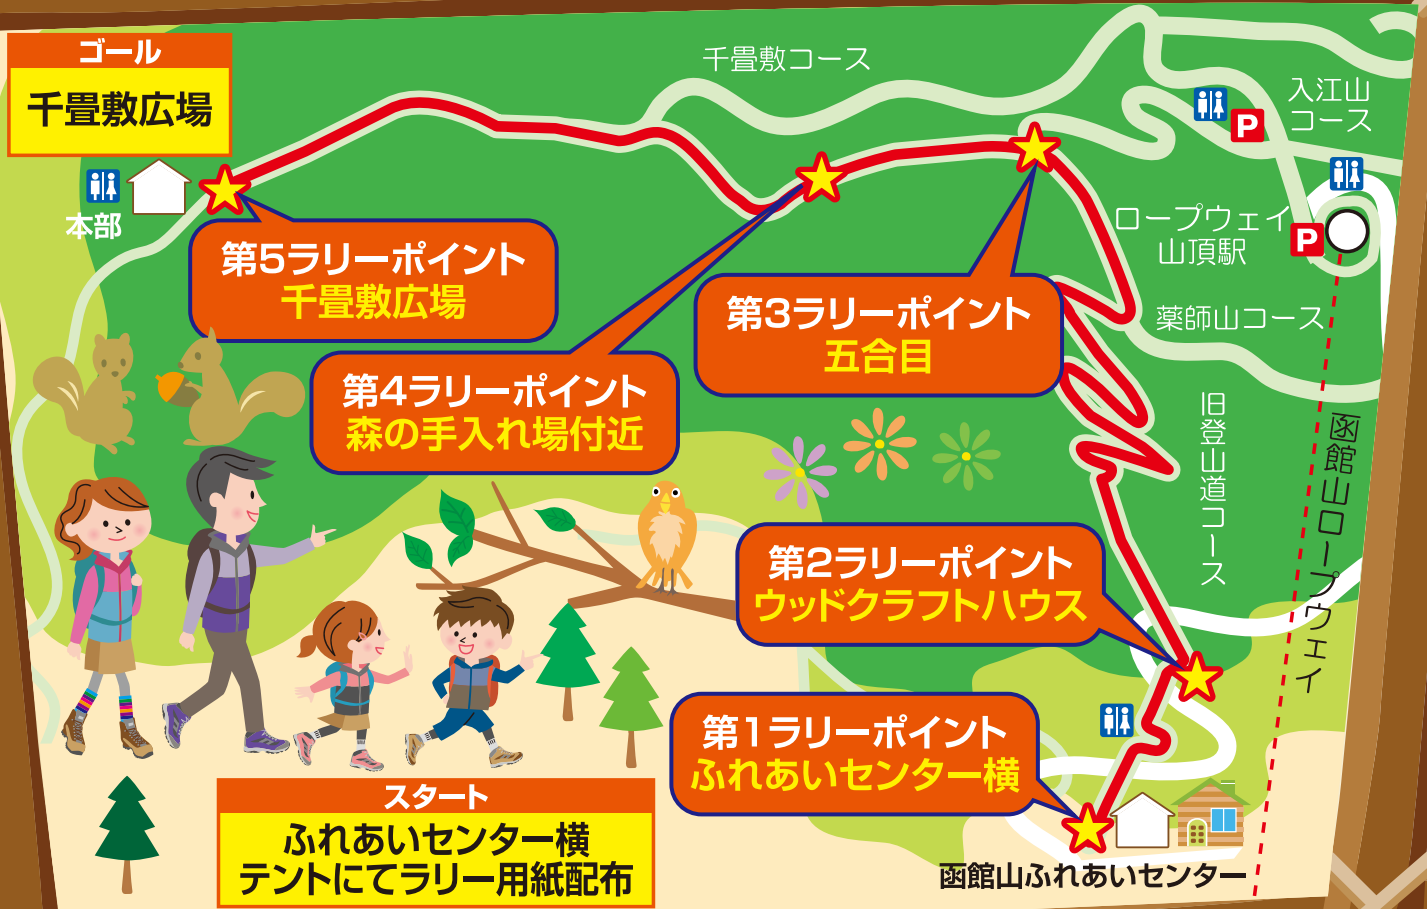 ゴール
千畳敷広場
本部
千畳敷コース
入江山
コース
P
ロープウェイ
山頂駅
P
薬師山コース
第5ラリーポイント
千畳敷広場
第3ラリーポイント
五合目
第4ラリーポイント
森の手入れ場付近
旧登山道コース
函館山ロープウェイ
第2ラリーポイント
ウッドクラフトハウス
第1ラリーポイント
ふれあいセンター横
スタート
ふれあいセンター横
テントにてラリー用紙配布
函館山ふれあいセンター